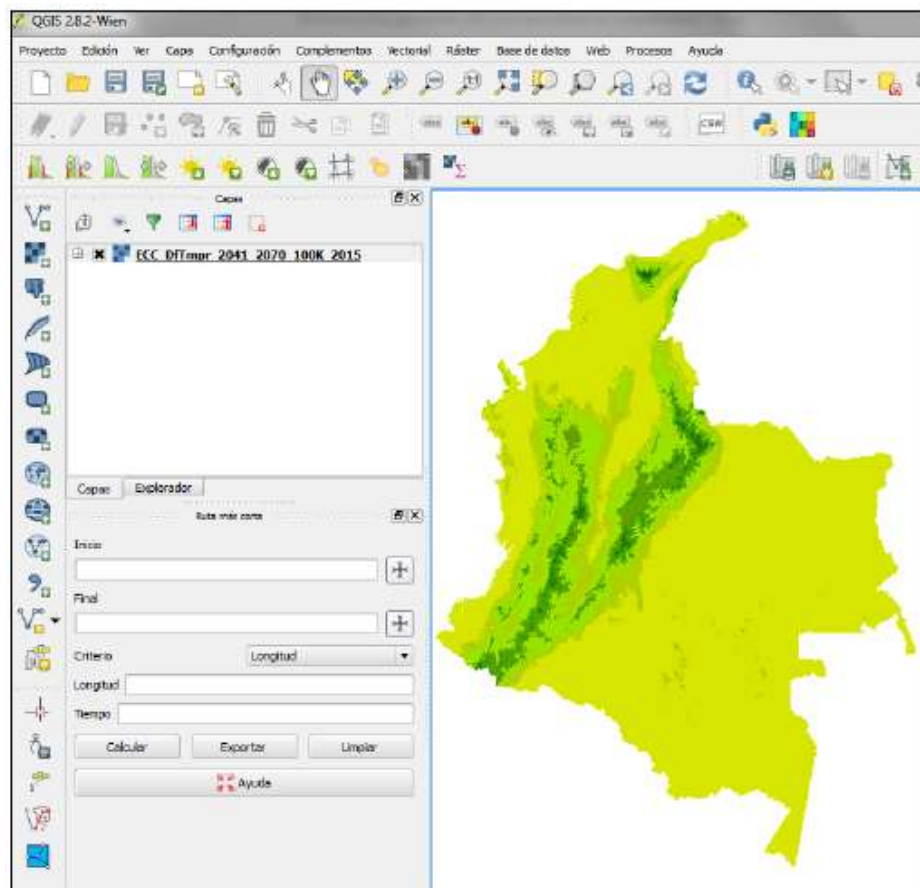 QGIS 2.8.2-Wien
Proyecto Edición Ver Capa Configuración Complementos Vectorial Ráster Base de datos Web Procesos Ayuda
CSW
Capas
ECC_DfTmpr_2041_2070_100K_2015
Capas Explorador
Ruta más corta
Inicio
Final
Criterio Longitud
Longitud
Tiempo
Calcular Exportar Limpiar
Ayuda